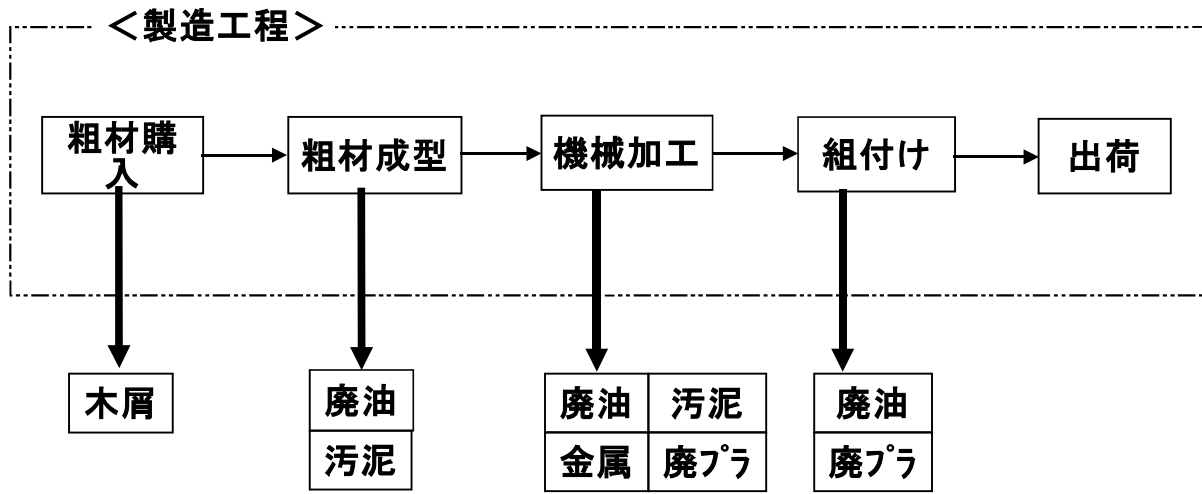 ＜製造工程＞
粗材購
入
粗材成型
機械加工
組付け
出荷
木屑
廃油
汚泥
廃油 汚泥
金属 廃ﾌﾟﾗ
廃油
廃ﾌﾟﾗ